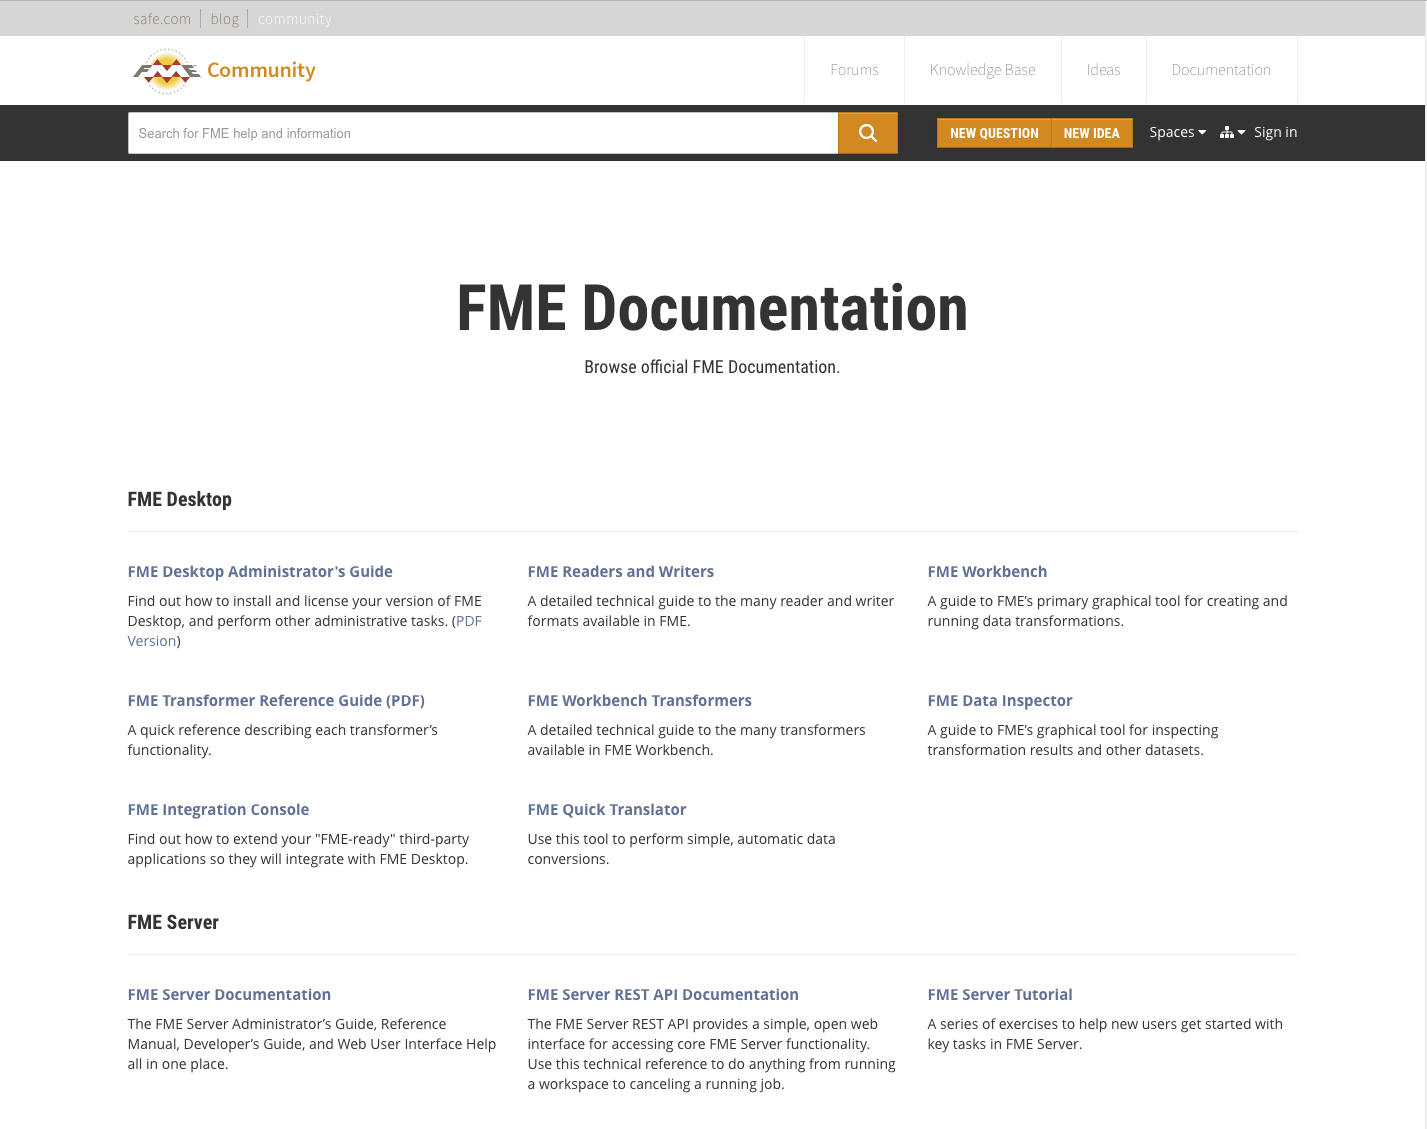 safe.com blog community
FME Community
Forums Knowledge Base Ideas Documentation
Search for FME help and information
NEW QUESTION NEW IDEA Spaces Sign in
FME Documentation
Browse official FME Documentation.
FME Desktop
FME Desktop Administrator's Guide
Find out how to install and license your version of FME
Desktop, and perform other administrative tasks. (PDF
Version)
FME Readers and Writers
A detailed technical guide to the many reader and writer
formats available in FME.
FME Workbench
A guide to FME’s primary graphical tool for creating and
running data transformations.
FME Transformer Reference Guide (PDF)
A quick reference describing each transformer’s
functionality.
FME Workbench Transformers
A detailed technical guide to the many transformers
available in FME Workbench.
FME Data Inspector
A guide to FME’s graphical tool for inspecting
transformation results and other datasets.
FME Integration Console
Find out how to extend your "FME-ready" third-party
applications so they will integrate with FME Desktop.
FME Quick Translator
Use this tool to perform simple, automatic data
conversions.
FME Server
FME Server Documentation
The FME Server Administrator’s Guide, Reference
Manual, Developer’s Guide, and Web User Interface Help
all in one place.
FME Server REST API Documentation
The FME Server REST API provides a simple, open web
interface for accessing core FME Server functionality.
Use this technical reference to do anything from running
a workspace to canceling a running job.
FME Server Tutorial
A series of exercises to help new users get started with
key tasks in FME Server.